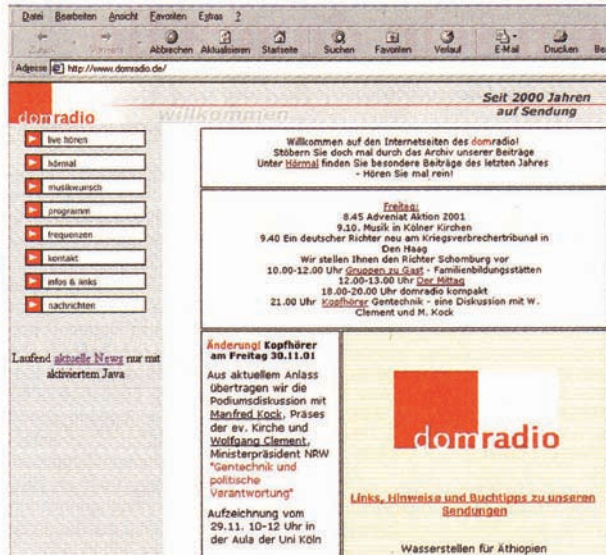 Datei Bearbeiten Ansicht Favoriten Extras ?
Zurück Vorwärts Abbrechen Aktualisieren Startseite Suchen Favoriten Verlauf E-Mail Drucken
Adresse http://www.domradio.de/
domradio
willkommen
Seit 2000 Jahren
auf Sendung
live hören
hörmal
musikwunsch
programm
frequenzen
kontakt
infos & links
nachrichten
Laufend aktuelle News nur mit
aktiviertem Java
Willkommen auf den Internetseiten des domradio!
Stöbern Sie doch mal durch das Archiv unserer Beiträge
Unter Hörmal finden Sie besondere Beiträge des letzten Jahres
- Hören Sie mal rein!
Freitag:
8.45 Adveniat Aktion 2001
9.10. Musik in Kölner Kirchen
9.40 Ein deutscher Richter neu am Kriegsverbrechertribunal in
Den Haag
Wir stellen Ihnen den Richter Schomburg vor
10.00-12.00 Uhr Gruppen zu Gast - Familienbildungsstätten
12.00-13.00 Uhr Der Mittag
18.00-20.00 Uhr domradio kompakt
21.00 Uhr Kopfhörer Gentechnik - eine Diskussion mit W.
Clement und M. Kock
Änderung! Kopfhörer
am Freitag 30.11.01
Aus aktuellem Anlass
übertragen wir die
Podiumsdiskussion mit
Manfred Kock, Präses
der ev. Kirche und
Wolfgang Clement,
Ministerpräsident NRW
"Gentechnik und
politische
Verantwortung"
Aufzeichnung vom
29.11. 10-12 Uhr in
der Aula der Uni Köln
domradio
Links, Hinweise und Buchtipps zu unseren
Sendungen
Wasserstellen für Äthiopien